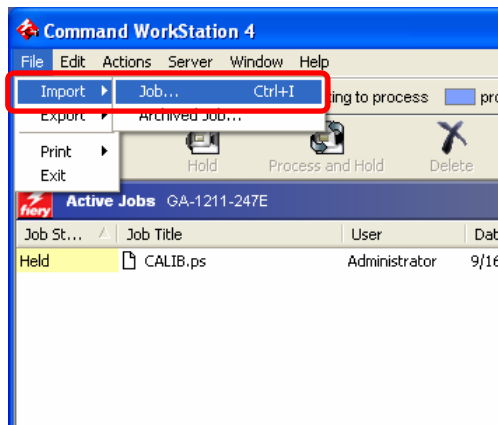 Command WorkStation 4
File Edit Actions Server Window Help
Import Job... Ctrl+I ing to process pro
Export Archived Job...
Print Hold Process and Hold Delete
Exit
fiery Active Jobs GA-1211-247E
Job St... Job Title User Dat
Held CALIB.ps Administrator 9/16